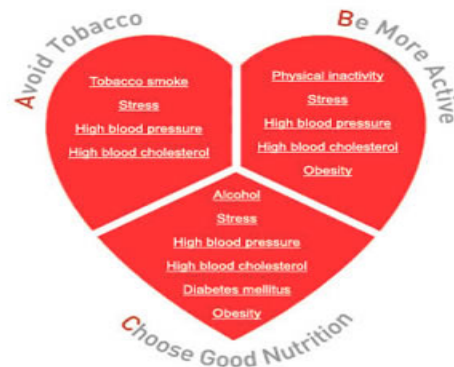 Avoid Tobacco
Tobacco smoke
Stress
High blood pressure
High blood cholesterol
Be More Active
Physical inactivity
Stress
High blood pressure
High blood cholesterol
Obesity
Alcohol
Stress
High blood pressure
High blood cholesterol
Diabetes mellitus
Obesity
Choose Good Nutrition